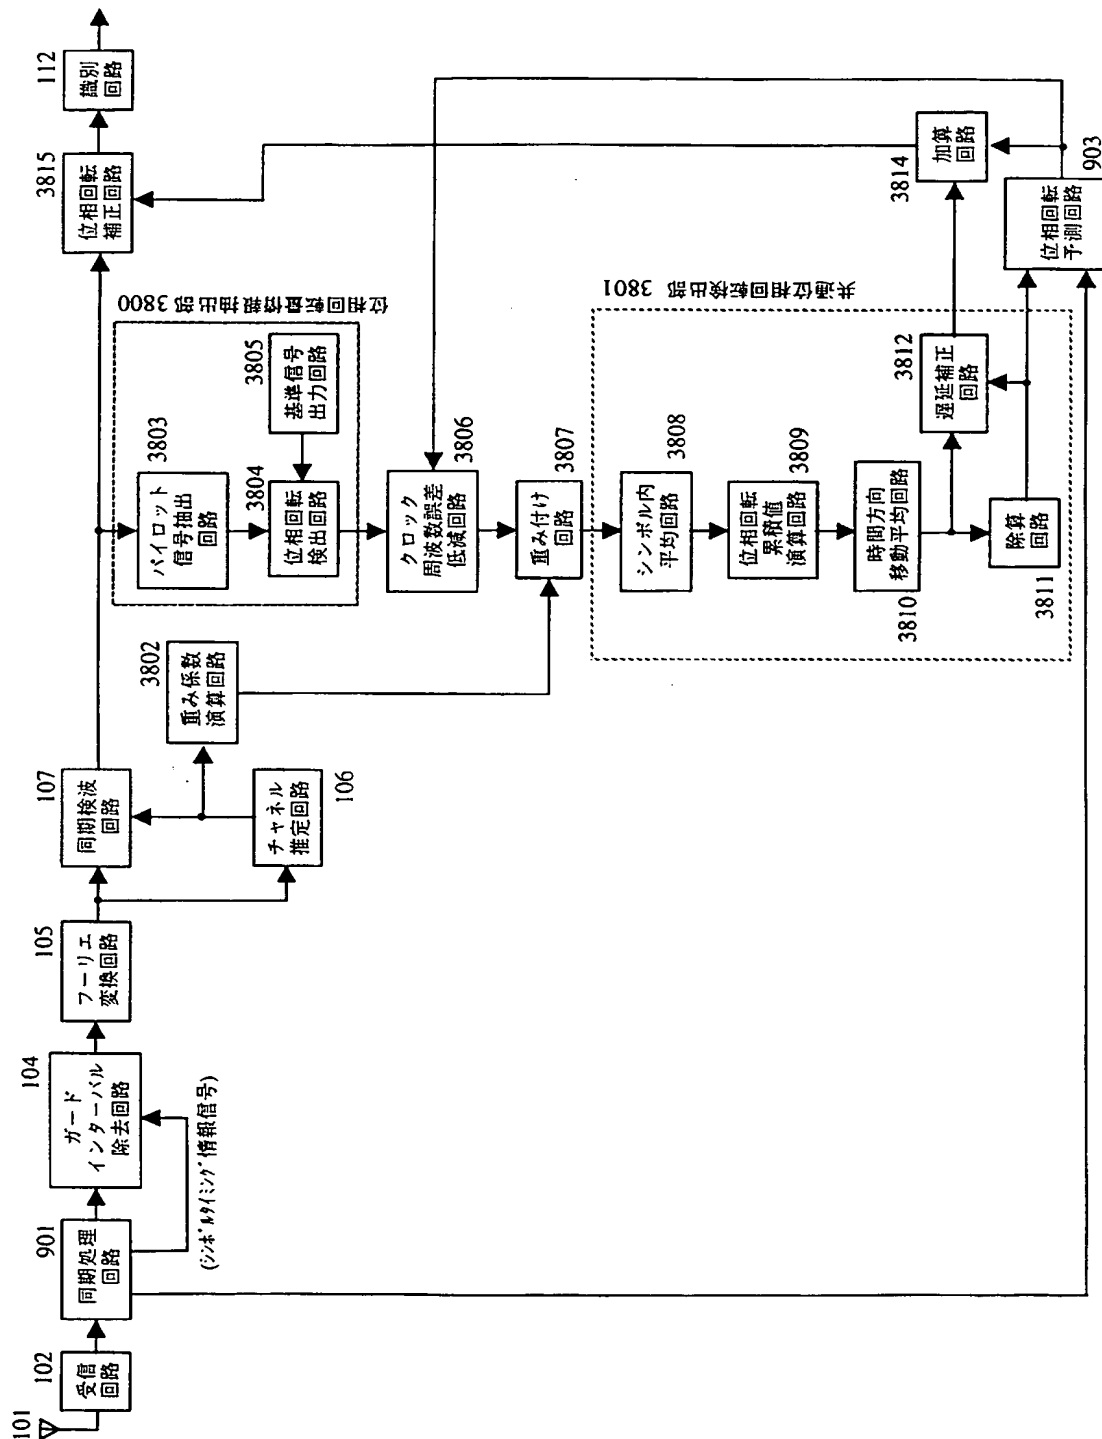 101
102
受信
回路
901
同期処理
回路
(シンボルタイミング情報信号)
104
ガード
インターバル
除去回路
105
フーリエ
変換回路
107
同期検波
回路
106
チャネル
推定回路
3802
重み係数
演算回路
位相回転量情報抽出部 3800
3803
パイロット
信号抽出
回路
3804
位相回転
検出回路
3805
基準信号
出力回路
3806
クロック
周波数誤差
低減回路
3807
重み付け
回路
共通位相回転検出部 3801
3808
シンボル内
平均回路
3809
位相回転
累積値
演算回路
3810
時間方向
移動平均回路
3811
除算
回路
3812
遅延補正
回路
3814
加算
回路
903
位相回転
予測回路
3815
位相回転
補正回路
112
識別
回路